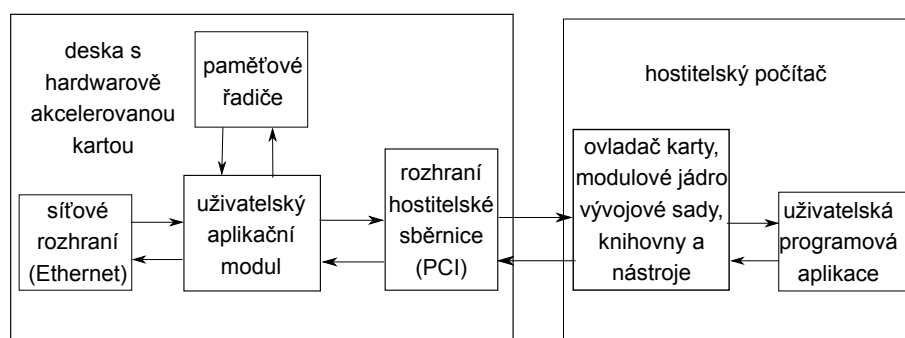 deska s
hardwarově
akcelerovanou
kartou
paměťové
řadiče
síťové
rozhraní
(Ethernet)
uživatelský
aplikační
modul
rozhraní
hostitelské
sběrnice
(PCI)
hostitelský počítač
ovladač karty,
modulové jádro
vývojové sady,
knihovny a
nástroje
uživatelská
programová
aplikace